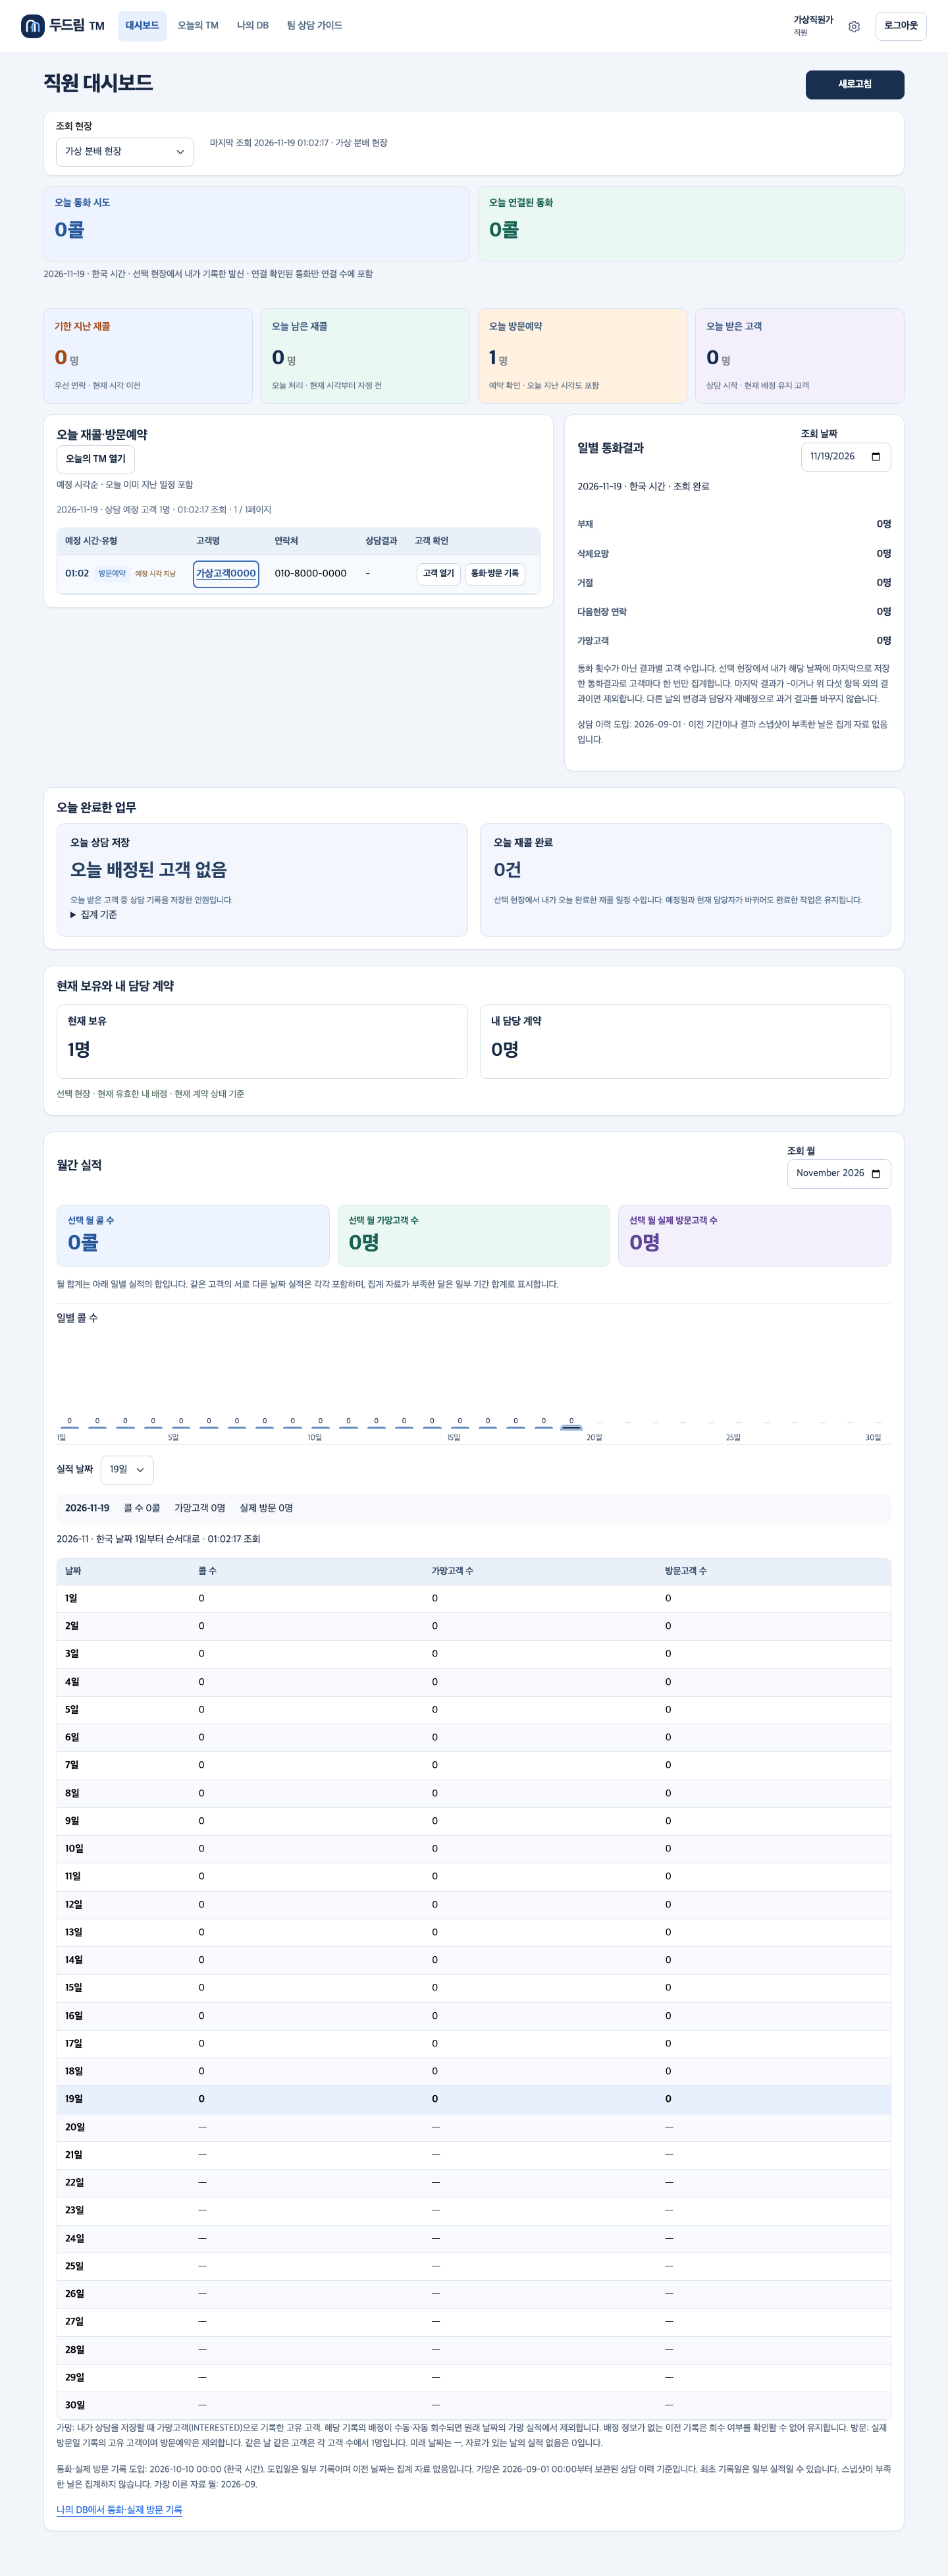 두드림 TM
대시보드 오늘의 TM 나의 DB 팀 상담 가이드
가상직원가
직원
로그아웃
직원 대시보드
새로고침
조회 현장
가상 분배 현장
마지막 조회 2026-11-19 01:02:17 · 가상 분배 현장
오늘 통화 시도
0콜
오늘 연결된 통화
0콜
2026-11-19 · 한국 시간 · 선택 현장에서 내가 기록한 발신 · 연결 확인된 통화만 연결 수에 포함
기한 지난 재콜
0 명
우선 연락 · 현재 시각 이전
오늘 남은 재콜
0 명
오늘 처리 · 현재 시각부터 자정 전
오늘 방문예약
1 명
예약 확인 · 오늘 지난 시각도 포함
오늘 받은 고객
0 명
상담 시작 · 현재 배정 유지 고객
오늘 재콜·방문예약
오늘의 TM 열기
예정 시각순 · 오늘 이미 지난 일정 포함
2026-11-19 · 상담 예정 고객 1명 · 01:02:17 조회 · 1 / 1페이지
예정 시간·유형 고객명 연락처 상담결과 고객 확인
01:02 방문예약 예정 시각 지남 가상고객0000 010-8000-0000 - 고객 열기 통화·방문 기록
일별 통화결과
조회 날짜
11/19/2026
2026-11-19 · 한국 시간 · 조회 완료
부재 0명
삭제요망 0명
거절 0명
다음현장 연락 0명
가망고객 0명
통화 횟수가 아닌 결과별 고객 수입니다. 선택 현장에서 내가 해당 날짜에 마지막으로 저장
한 통화결과로 고객마다 한 번만 집계합니다. 마지막 결과가 -이거나 위 다섯 항목 외의 결
과이면 제외합니다. 다른 날의 변경과 담당자 재배정으로 과거 결과를 바꾸지 않습니다.
상담 이력 도입: 2026-09-01 · 이전 기간이나 결과 스냅샷이 부족한 날은 집계 자료 없음
입니다.
오늘 완료한 업무
오늘 상담 저장
오늘 배정된 고객 없음
오늘 받은 고객 중 상담 기록을 저장한 인원입니다.
▶ 집계 기준
오늘 재콜 완료
0건
선택 현장에서 내가 오늘 완료한 재콜 일정 수입니다. 예정일과 현재 담당자가 바뀌어도 완료한 작업은 유지됩니다.
현재 보유와 내 담당 계약
현재 보유
1명
내 담당 계약
0명
선택 현장 · 현재 유효한 내 배정 · 현재 계약 상태 기준
월간 실적
조회 월
November 2026
선택 월 콜 수
0콜
선택 월 가망고객 수
0명
선택 월 실제 방문고객 수
0명
월 합계는 아래 일별 실적의 합입니다. 같은 고객의 서로 다른 날짜 실적은 각각 포함하며, 집계 자료가 부족한 달은 일부 기간 합계로 표시합니다.
일별 콜 수
0 0 0 0 0 0 0 0 0 0 0 0 0 0 0 0 0 0 0 — — — — — — — — — — —
1일 5일 10일 15일 20일 25일 30일
실적 날짜 19일
2026-11-19 콜 수 0콜 가망고객 0명 실제 방문 0명
2026-11 · 한국 날짜 1일부터 순서대로 · 01:02:17 조회
날짜 콜 수 가망고객 수 방문고객 수
1일 0 0 0
2일 0 0 0
3일 0 0 0
4일 0 0 0
5일 0 0 0
6일 0 0 0
7일 0 0 0
8일 0 0 0
9일 0 0 0
10일 0 0 0
11일 0 0 0
12일 0 0 0
13일 0 0 0
14일 0 0 0
15일 0 0 0
16일 0 0 0
17일 0 0 0
18일 0 0 0
19일 0 0 0
20일 — — —
21일 — — —
22일 — — —
23일 — — —
24일 — — —
25일 — — —
26일 — — —
27일 — — —
28일 — — —
29일 — — —
30일 — — —
가망: 내가 상담을 저장할 때 가망고객(INTERESTED)으로 기록한 고유 고객. 해당 기록의 배정이 수동·자동 회수되면 원래 날짜의 가망 실적에서 제외합니다. 배정 정보가 없는 이전 기록은 회수 여부를 확인할 수 없어 유지합니다. 방문: 실제
방문일 기록의 고유 고객이며 방문예약은 제외합니다. 같은 날 같은 고객은 각 고객 수에서 1명입니다. 미래 날짜는 —, 자료가 있는 날의 실적 없음은 0입니다.
통화·실제 방문 기록 도입: 2026-10-10 00:00 (한국 시간). 도입일은 일부 기록이며 이전 날짜는 집계 자료 없음입니다. 가망은 2026-09-01 00:00부터 보관된 상담 이력 기준입니다. 최초 기록일은 일부 실적일 수 있습니다. 스냅샷이 부족
한 날은 집계하지 않습니다. 가장 이른 자료 월: 2026-09.
나의 DB에서 통화·실제 방문 기록